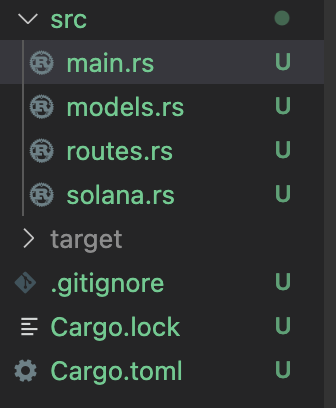 src
main.rs U
models.rs U
routes.rs U
solana.rs U
target
.gitignore U
Cargo.lock U
Cargo.toml U